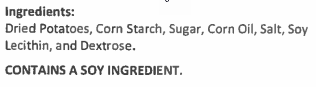 Ingredients:
Dried Potatoes, Corn Starch, Sugar, Corn Oil, Salt, Soy
Lecithin, and Dextrose.
CONTAINS A SOY INGREDIENT.